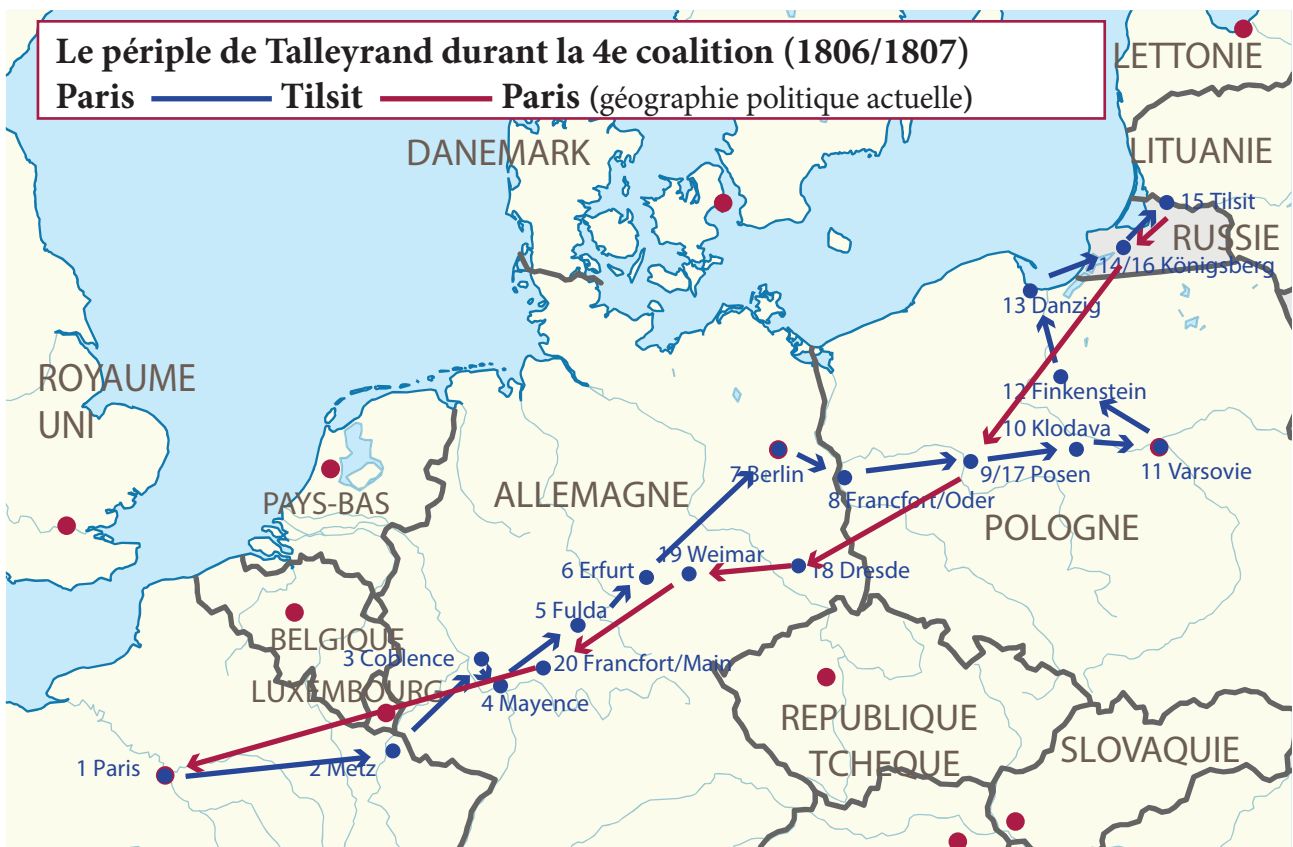 Le périple de Talleyrand durant la 4e coalition (1806/1807)
Paris Tilsit Paris (géographie politique actuelle)
LETTONIE
DANEMARK
LITUANIE
15 Tilsit
RUSSIE
14/16 Königsberg
13 Danzig
ROYAUME
UNI
12 Finkenstein
10 Klodava
7 Berlin
9/17 Posen
11 Varsovie
8 Francfort/Oder
PAYS-BAS
ALLEMAGNE
POLOGNE
19 Weimar
6 Erfurt
18 Dresde
5 Fulda
BELGIQUE
3 Coblence
20 Francfort/Main
LUXEMBOURG
4 Mayence
REPUBLIQUE
TCHEQUE
SLOVAQUIE
1 Paris
2 Metz